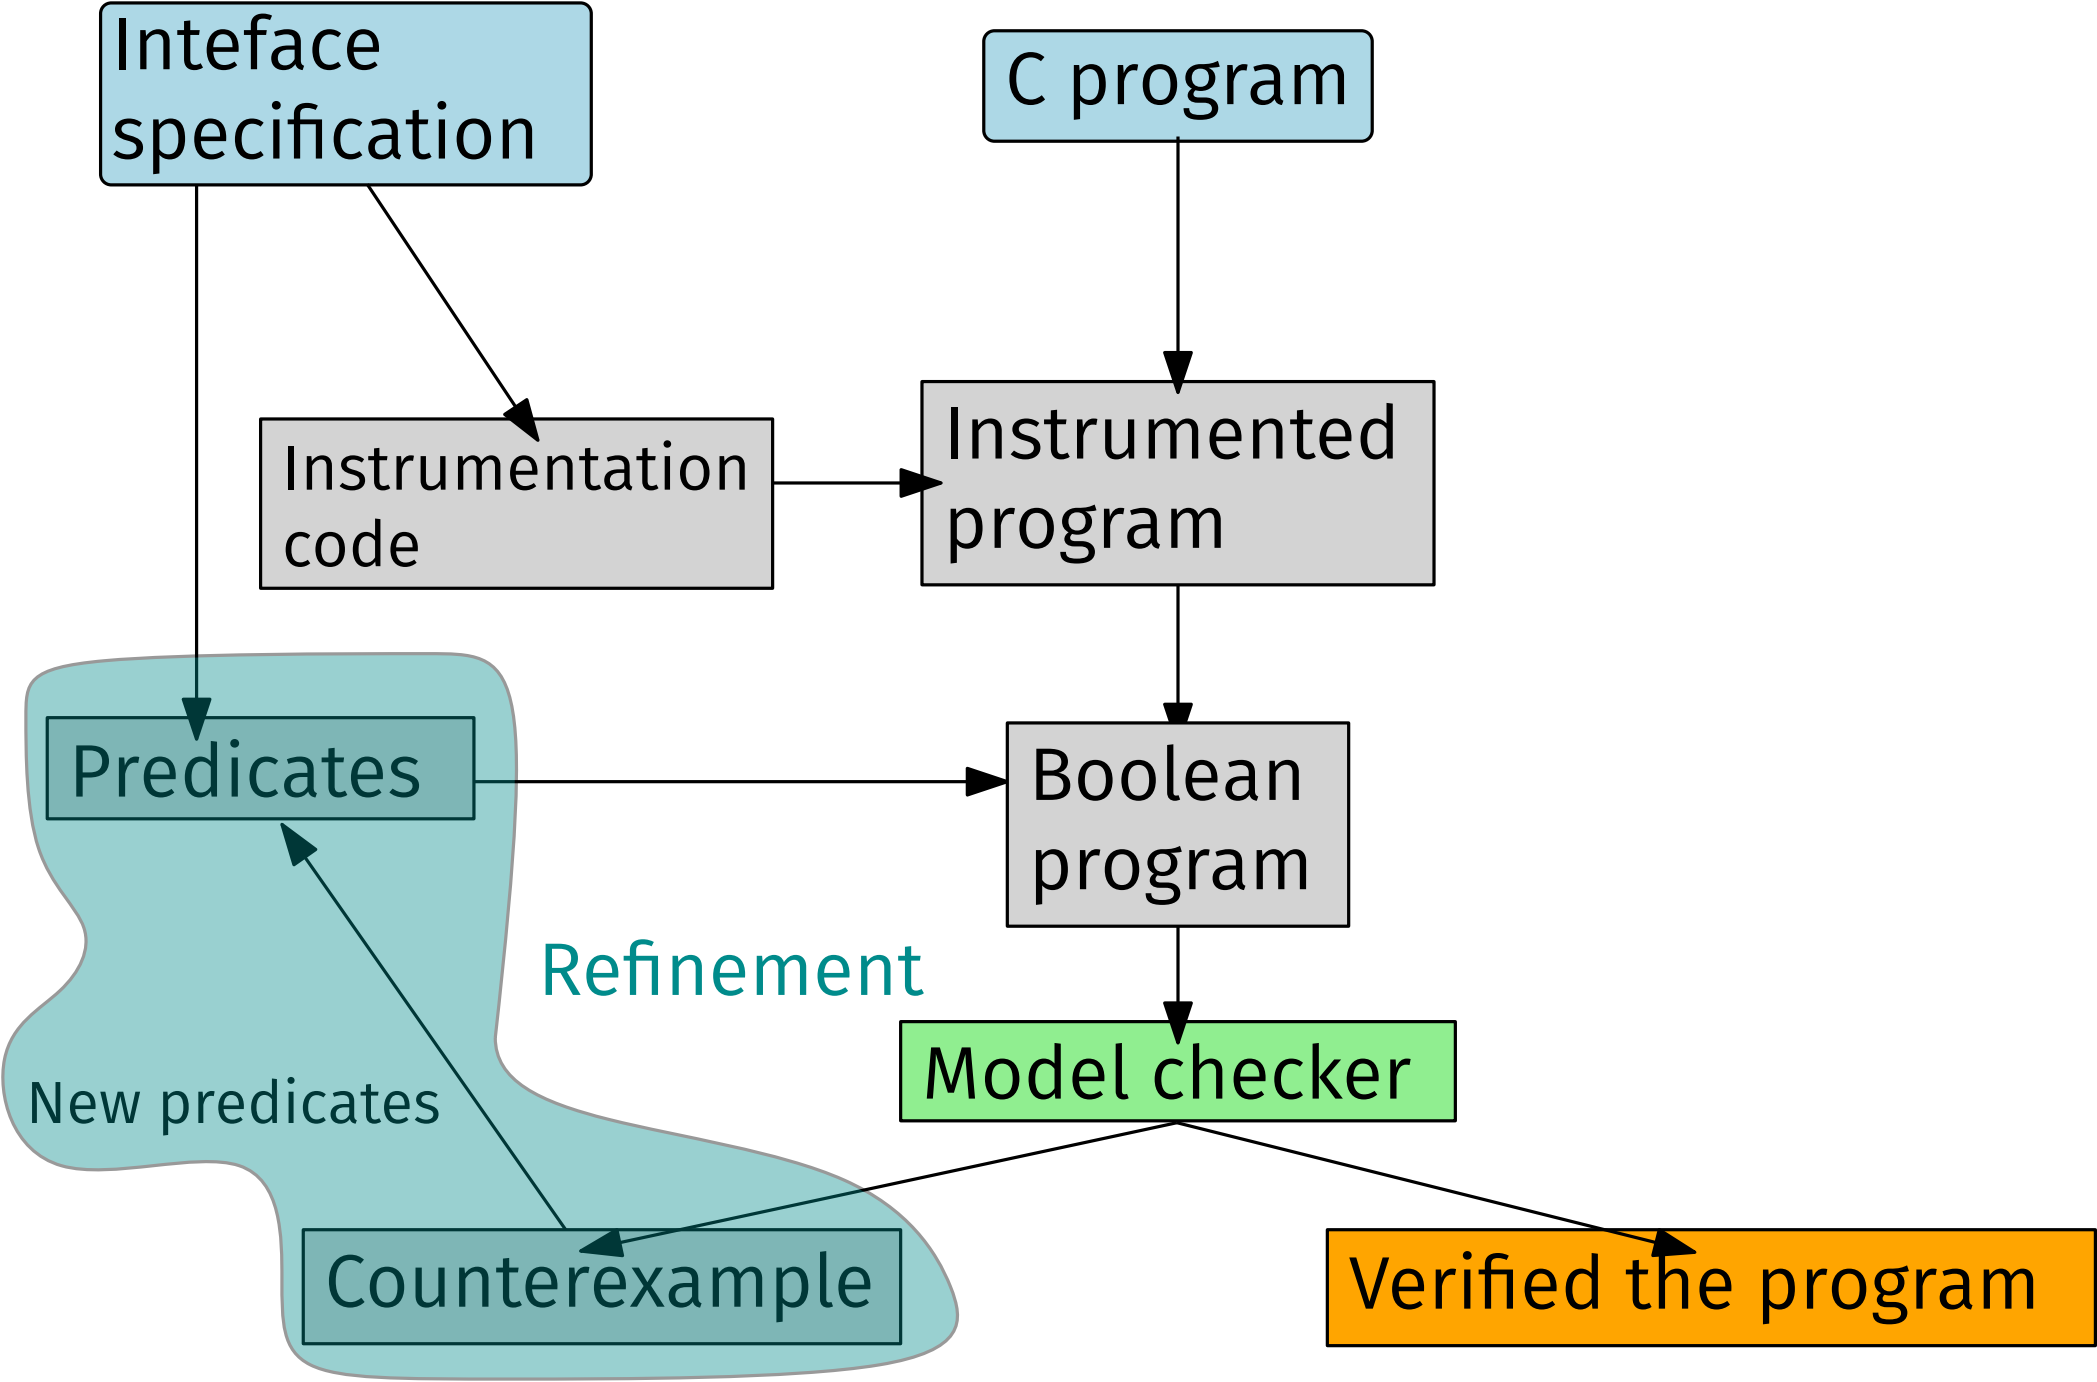 Inteface
specification
C program
Instrumentation
code
Instrumented
program
Predicates
Boolean
program
Refinement
Model checker
New predicates
Counterexample
Verified the program